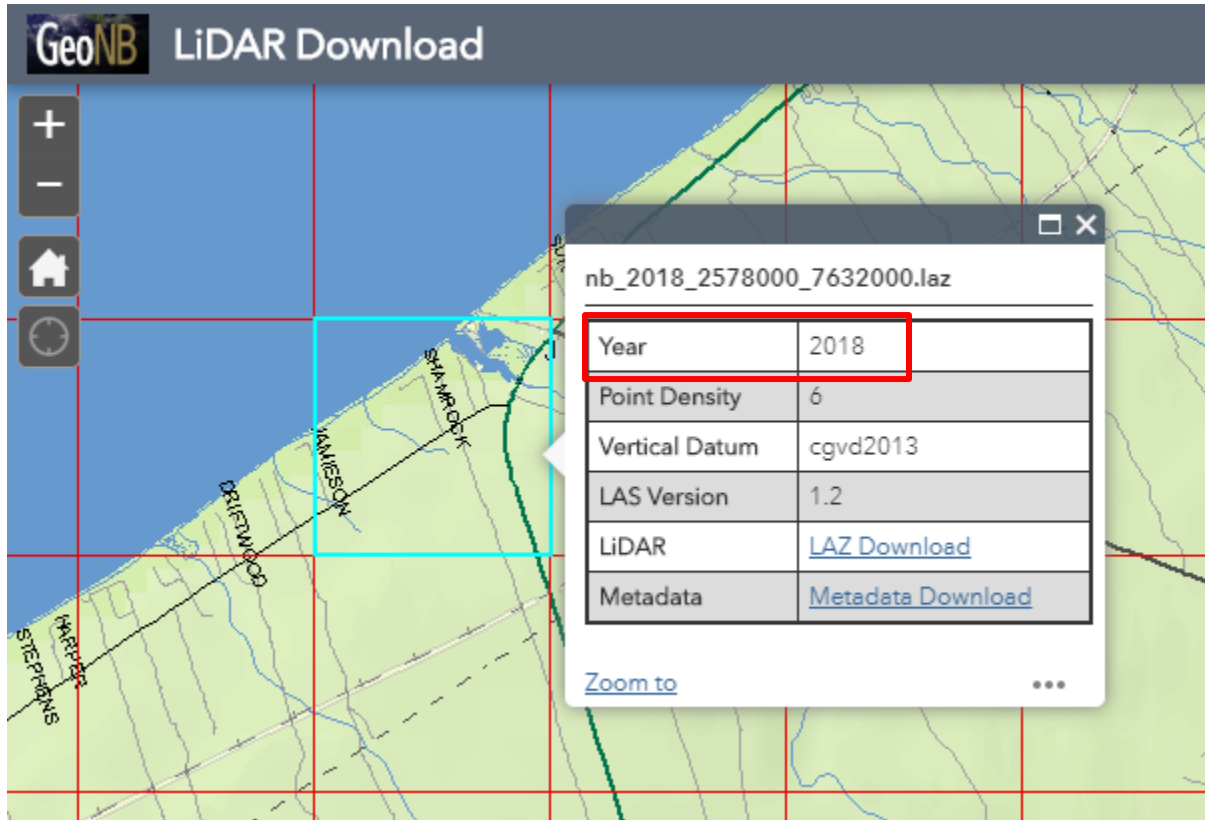 GeoNB LiDAR Download
nb_2018_2578000_7632000.laz
Year 2018
Point Density 6
Vertical Datum cgvd2013
LAS Version 1.2
LiDAR LAZ Download
Metadata Metadata Download
Zoom to
SHAMROCK
JAMIESON
DRIFTWOOD
HARPER
STEPHENS